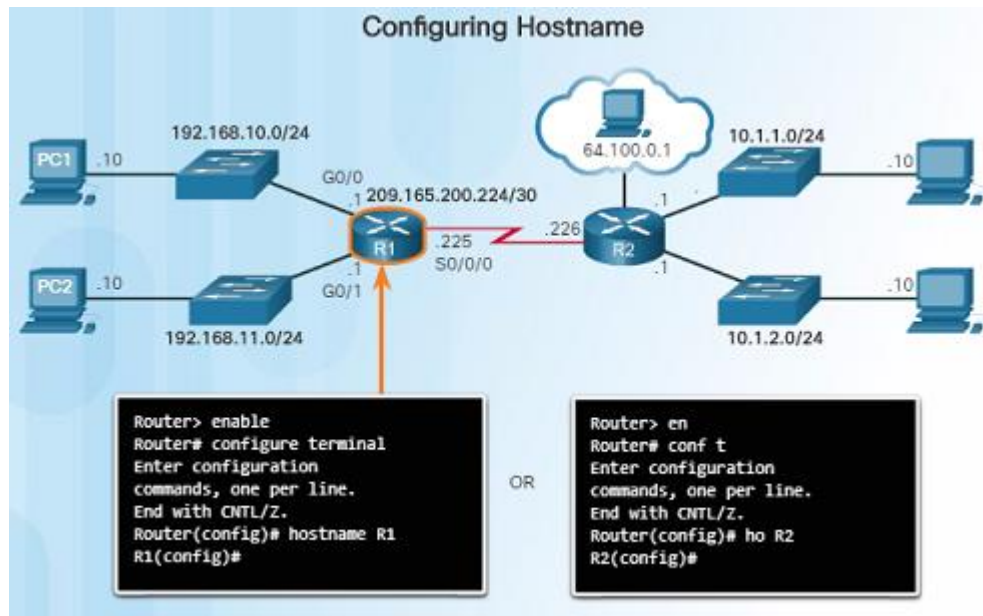 Configuring Hostname
192.168.10.0/24
10.1.1.0/24
64.100.0.1
PC1
.10
.10
G0/0
.1
209.165.200.224/30
.1
R1
.225
S0/0/0
.226
R2
.1
G0/1
.1
PC2
.10
.10
192.168.11.0/24
10.1.2.0/24
Router> enable
Router# configure terminal
Enter configuration
commands, one per line.
End with CNTL/Z.
Router(config)# hostname R1
R1(config)#
OR
Router> en
Router# conf t
Enter configuration
commands, one per line.
End with CNTL/Z.
Router(config)# ho R2
R2(config)#